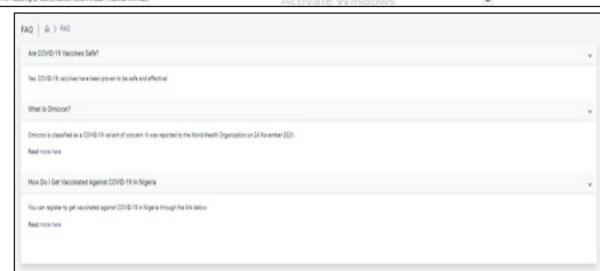 Activate Windows
FAQ
> FAQ
Are COVID-19 Vaccines Safe?
Yes, COVID-19 vaccines have been proven to be safe and effective!
What Is Omicron?
Omicron is classified as a COVID-19 variant of concern. It was reported to the World Health Organization on 24 November 2021.
Read more here
How Do I Get Vaccinated Against COVID-19 In Nigeria
You can register to get vaccinated against COVID-19 in Nigeria through the link below:
Read more here